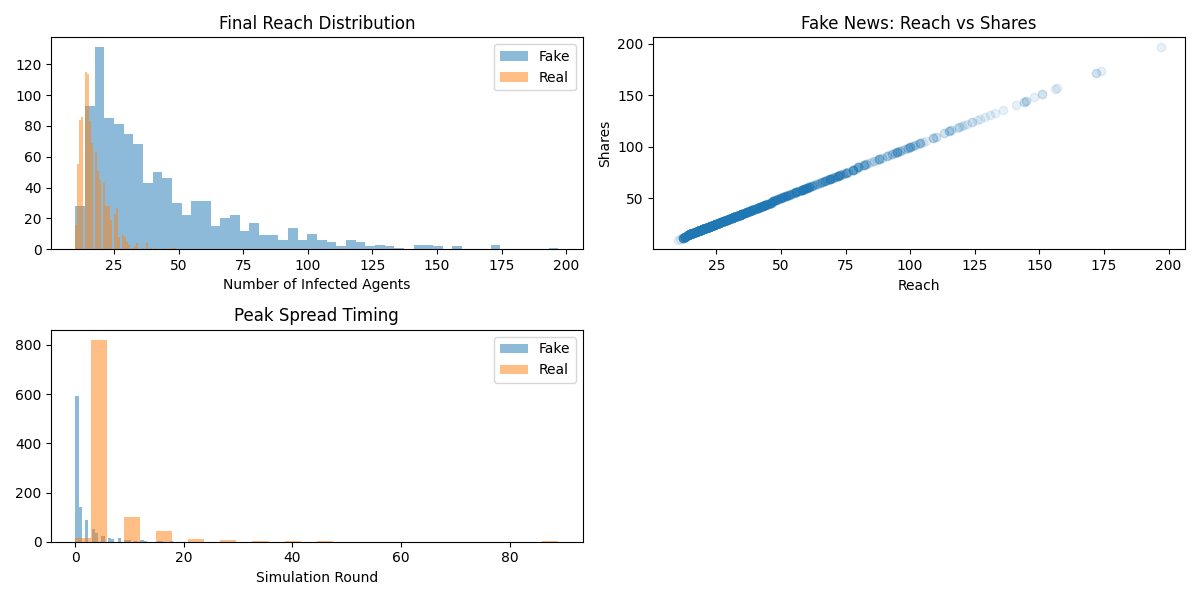 Final Reach Distribution
120
100
80
60
40
20
0
Fake
Real
25 50 75 100 125 150 175 200
Number of Infected Agents
Fake News: Reach vs Shares
200
150
100
50
Shares
25 50 75 100 125 150 175 200
Reach
Peak Spread Timing
800
600
400
200
0
Fake
Real
0 20 40 60 80
Simulation Round